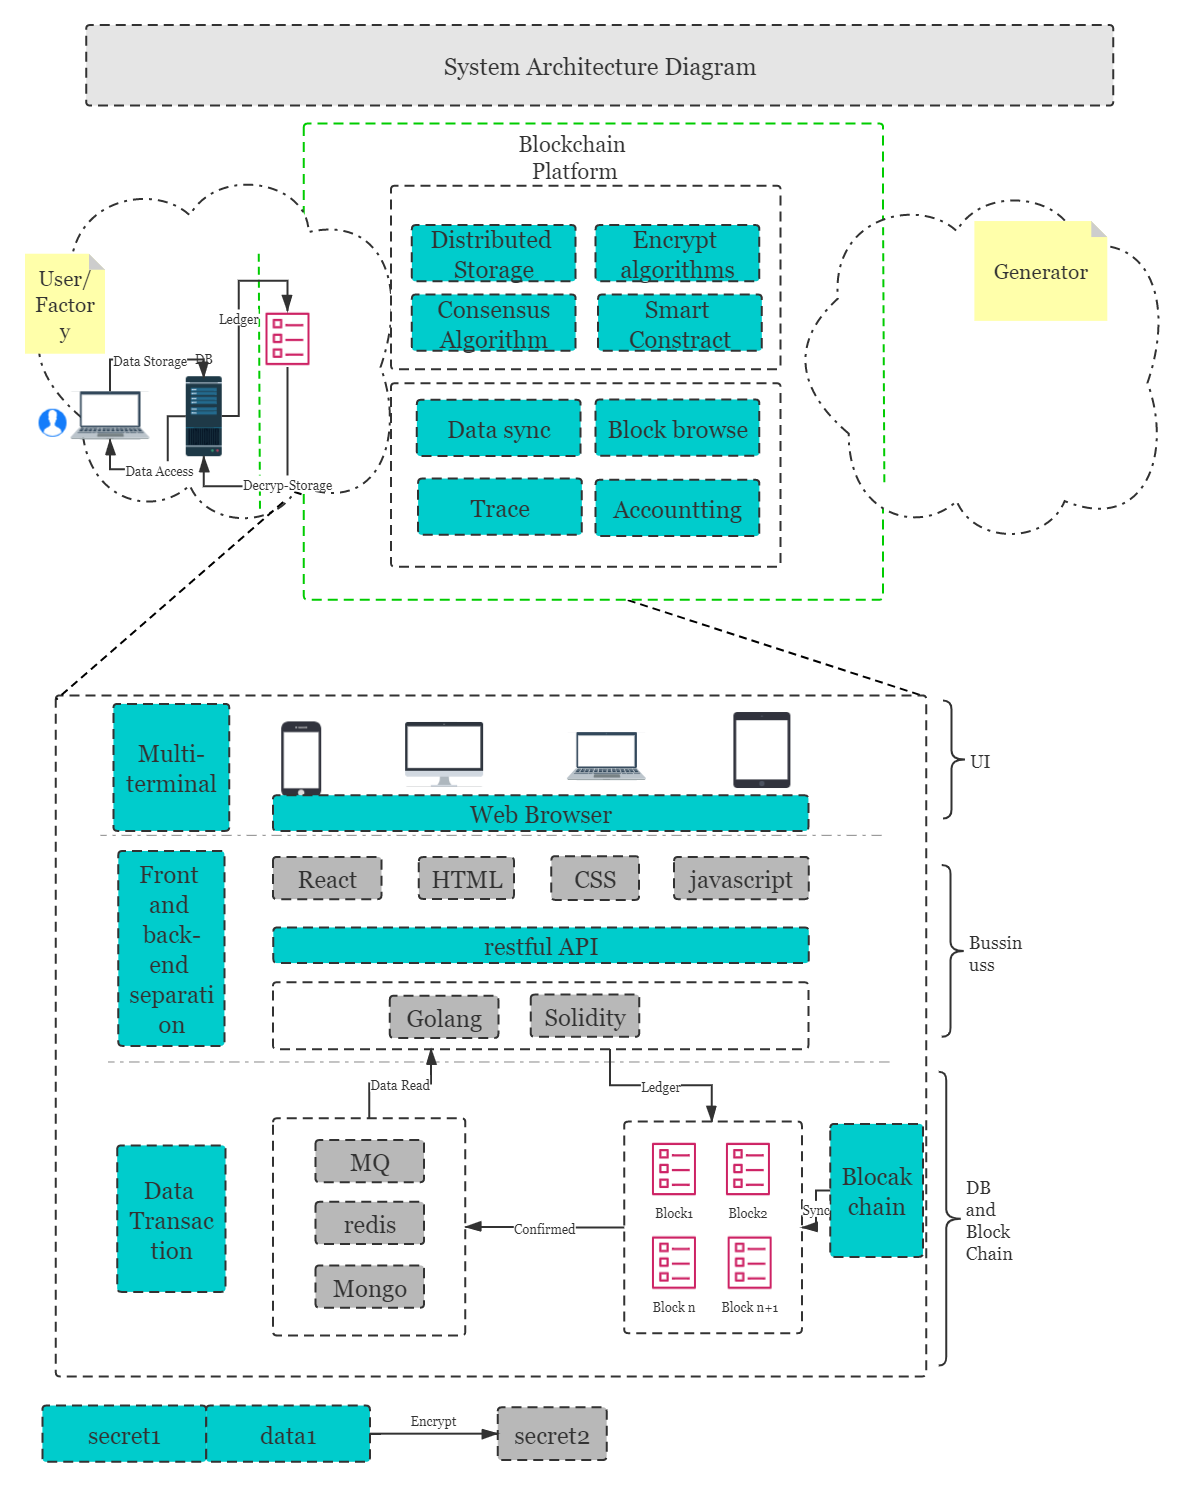 System Architecture Diagram
Blockchain
Platform
Distributed
Storage
Encrypt
algorithms
Consensus
Algorithm
Smart
Constract
Data sync
Block browse
Trace
Accountting
User/
Factor
y
Ledger
Data Storage
DB
Data Access
Decryp-Storage
Generator
Multi-
terminal
Web Browser
UI
Front
and
back-
end
separati
on
React
HTML
CSS
javascript
restful API
Golang
Solidity
Bussin
uss
Data Read
Ledger
Data
Transac
tion
MQ
redis
Mongo
Confirmed
Block1
Block2
Block n
Block n+1
Sync
Blocak
chain
DB
and
Block
Chain
secret1
data1
Encrypt
secret2